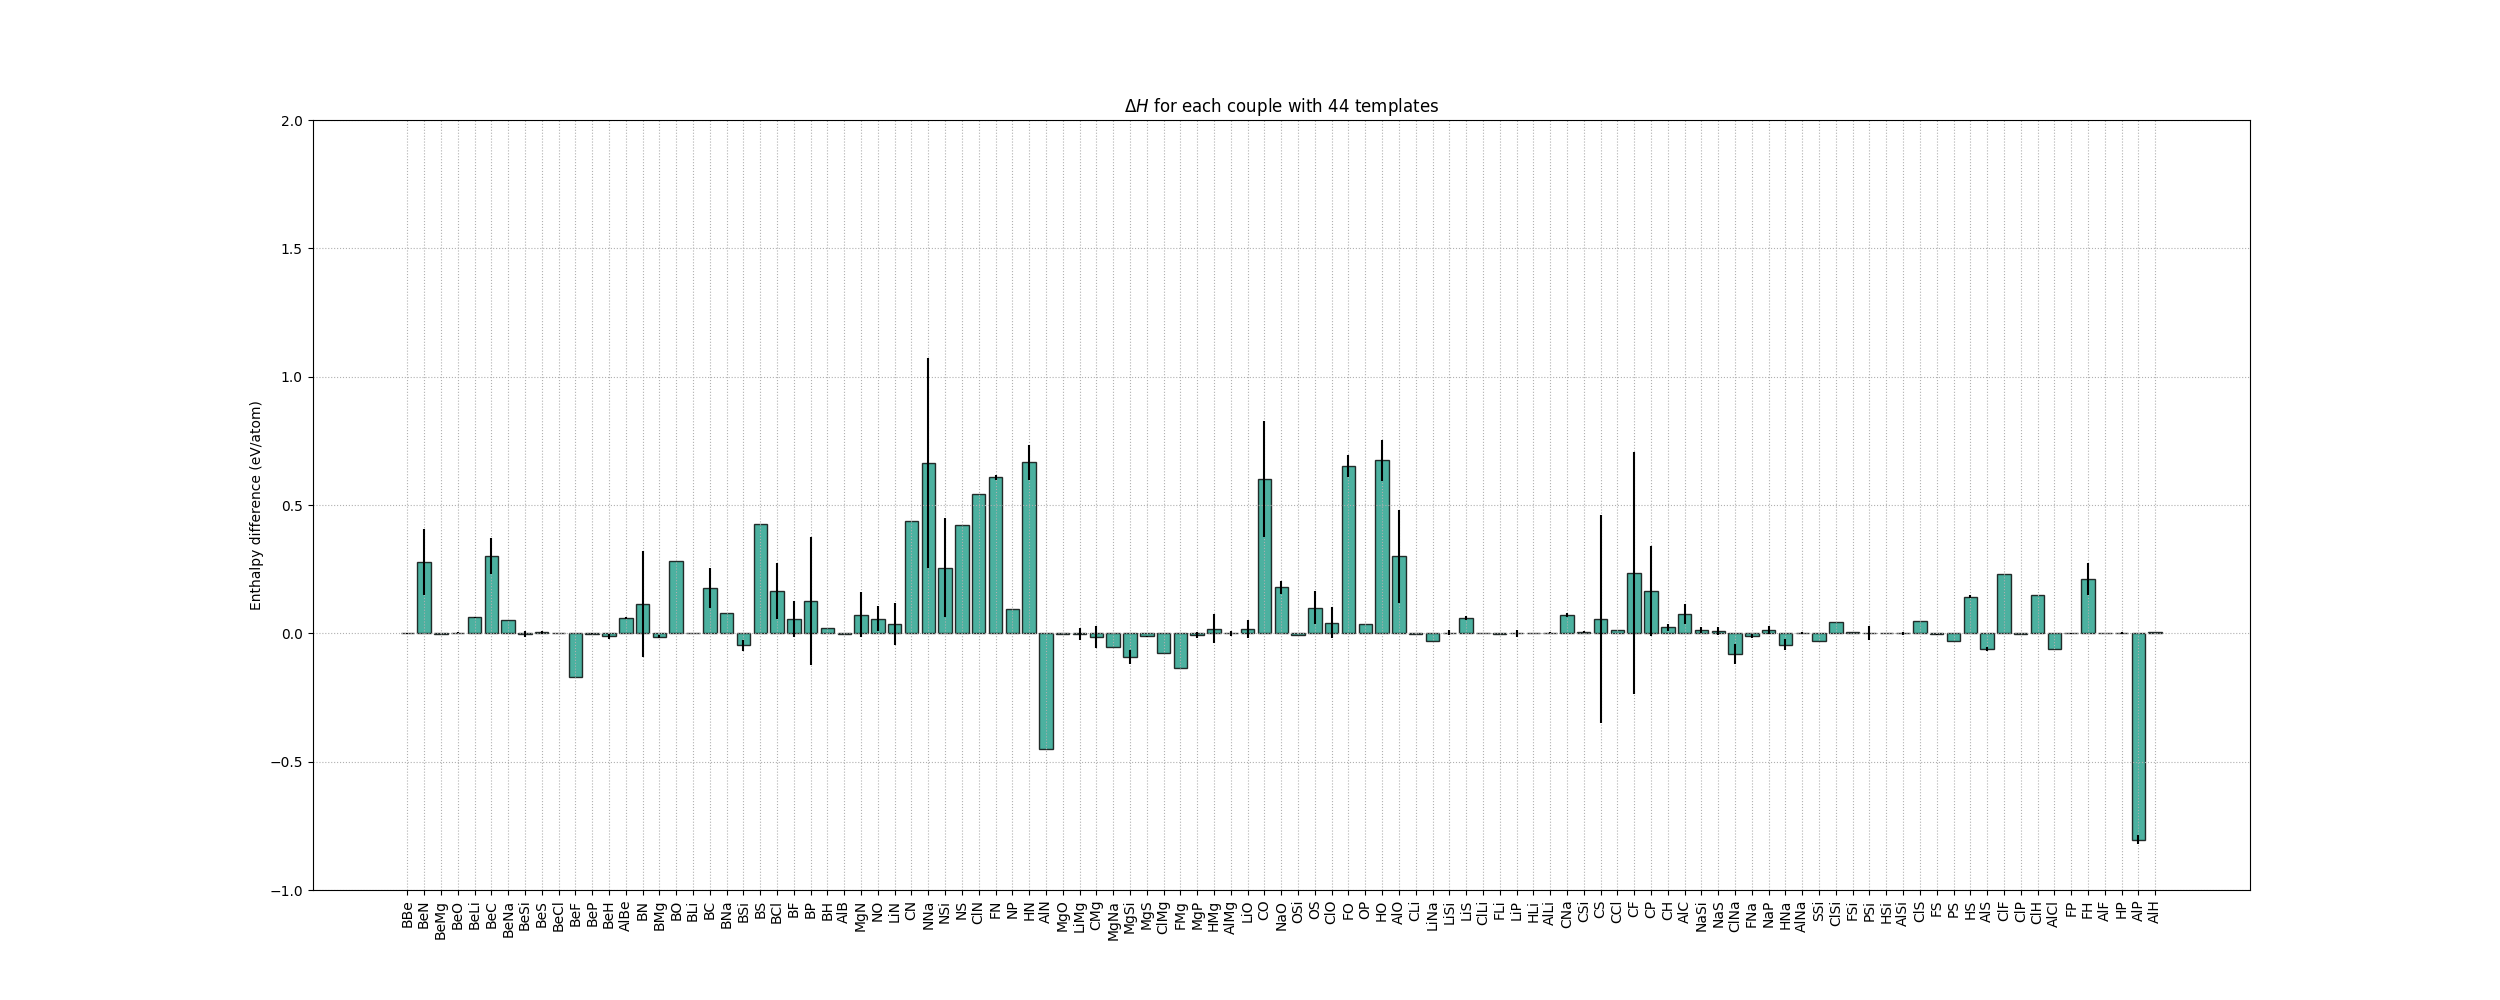 ΔH for each couple with 44 templates
2.0
1.5
1.0
0.5
0.0
−0.5
−1.0
Enthalpy difference (eV/atom)
BBe
BeN
BeMg
BeO
BeLi
BeC
BeNa
BeSi
BeS
BeCl
BeF
BeP
BeH
AlBe
BN
BMg
BO
BLi
BC
BNa
BSi
BS
BCl
BF
BP
BH
AlB
MgN
NO
LiN
CN
NNa
NSi
NS
ClN
FN
NP
HN
AlN
MgO
LiMg
CMg
MgNa
MgSi
MgS
ClMg
FMg
MgP
HMg
AlMg
LiO
CO
NaO
OSi
OS
ClO
FO
OP
HO
AlO
CLi
LiNa
LiSi
LiS
ClLi
FLi
LiP
HLi
AlLi
CNa
CSi
CS
CCl
CF
CP
CH
AlC
NaSi
NaS
ClNa
FNa
NaP
HNa
AlNa
SSi
ClSi
FSi
PSi
HSi
AlSi
ClS
FS
PS
HS
AlS
ClF
ClP
ClH
AlCl
FP
FH
AlF
HP
AlP
AlH